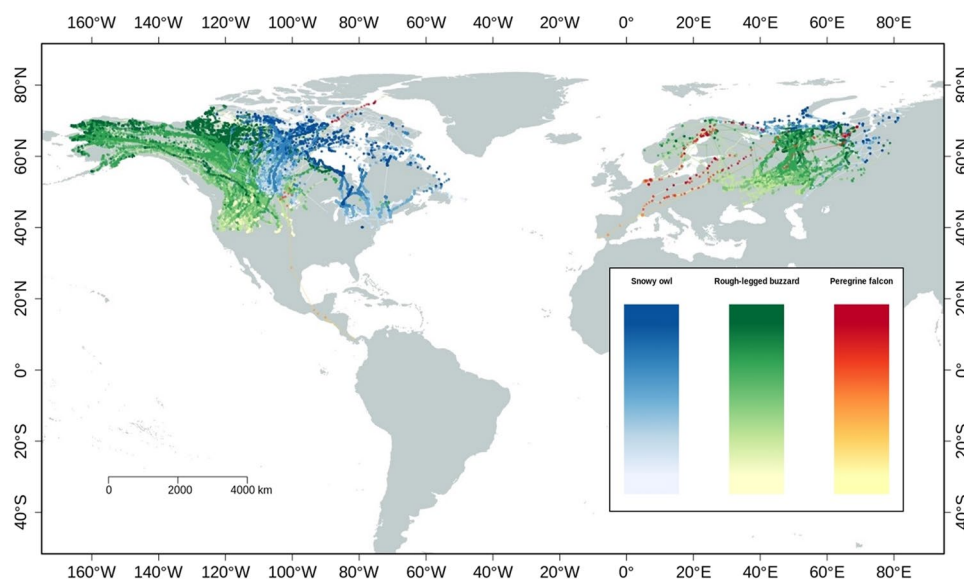 160°W 140°W 120°W 100°W 80°W 60°W 40°W 20°W 0° 20°E 40°E 60°E 80°E
80°N 80°N
60°N 60°N
40°N 40°N
Snowy owl Rough-legged buzzard Peregrine falcon
20°N 20°N
0° 0°
20°S 20°S
0 2000 4000 km
40°S 40°S
160°W 140°W 120°W 100°W 80°W 60°W 40°W 20°W 0° 20°E 40°E 60°E 80°E